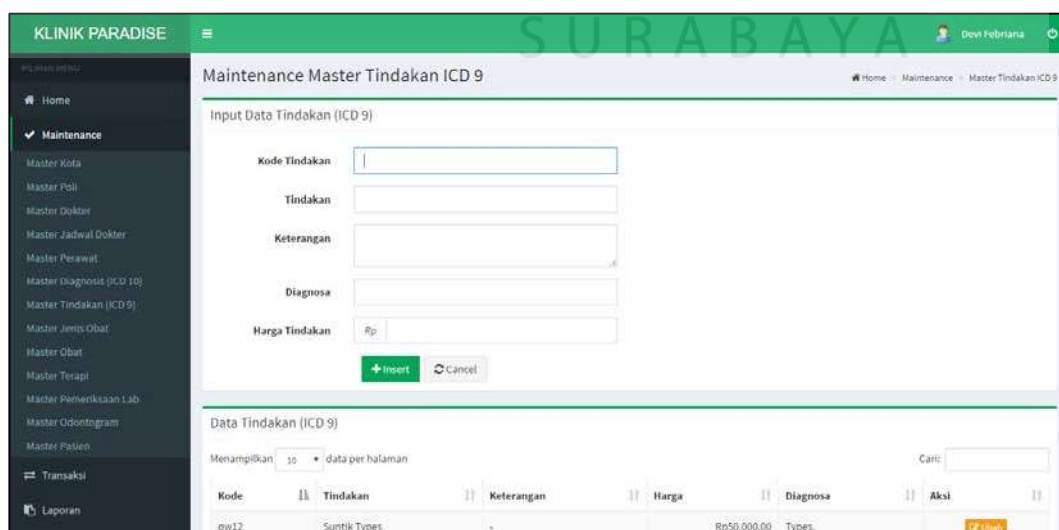 SURABAYA
KLINIK PARADISE
Devi Febriana
PILIHAN MENU
Home
Maintenance
Master Kota
Master Poli
Master Dokter
Master Jadwal Dokter
Master Perawat
Master Diagnosis (ICD 10)
Master Tindakan (ICD 9)
Master Jenis Obat
Master Obat
Master Terapi
Master Pemeriksaan Lab
Master Odontogram
Master Pasien
Transaksi
Laporan
Maintenance Master Tindakan ICD 9
Home Maintenance Master Tindakan ICD 9
Input Data Tindakan (ICD 9)
Kode Tindakan
Tindakan
Keterangan
Diagnosa
Harga Tindakan Rp
Insert Cancel
Data Tindakan (ICD 9)
Menampilkan 10 data per halaman Cari:
Kode Tindakan Keterangan Harga Diagnosa Aksi
qw12 Suntik Types - Rp50.000,00 Types. Ubah